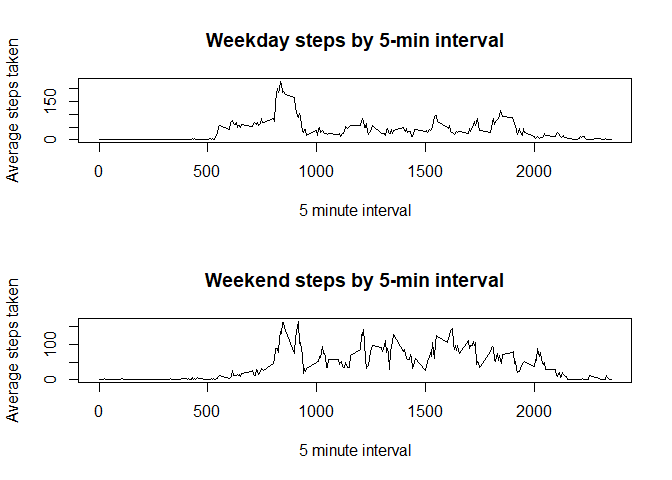 Weekday steps by 5-min interval
Average steps taken
150
0
0 500 1000 1500 2000
5 minute interval
Weekend steps by 5-min interval
Average steps taken
100
0
0 500 1000 1500 2000
5 minute interval